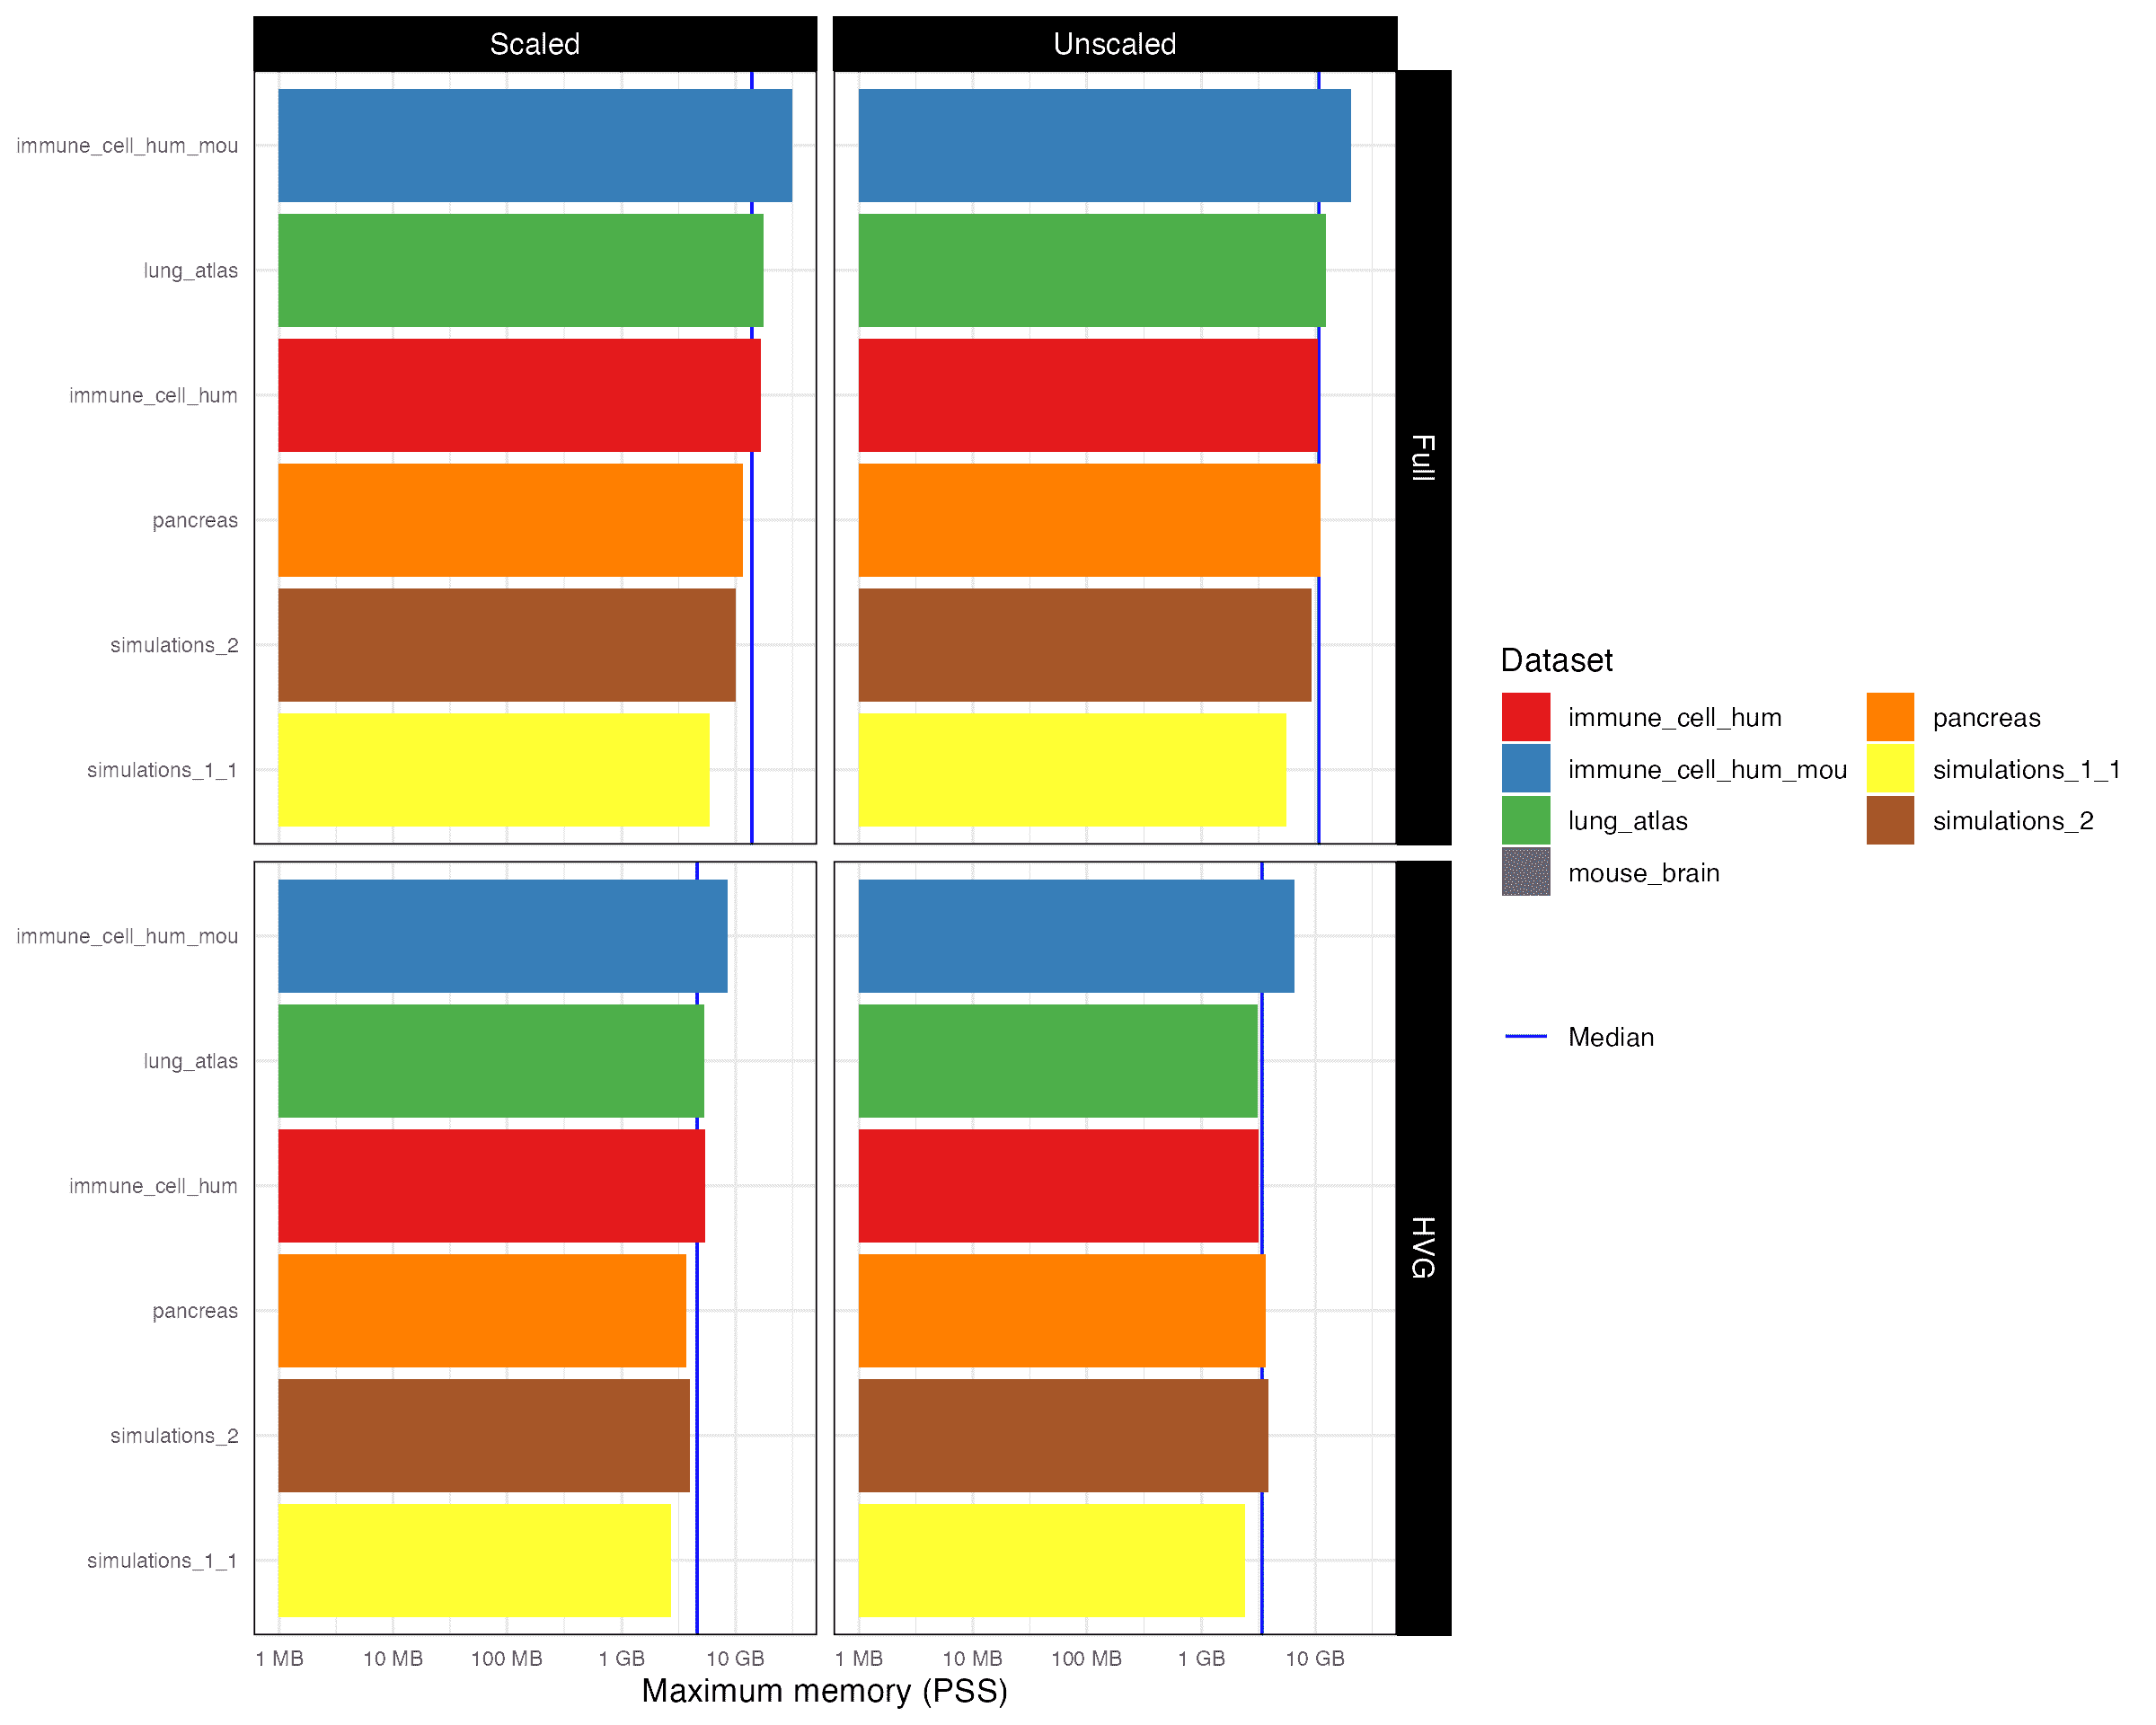 Scaled
Unscaled
immune_cell_hum_mou
lung_atlas
immune_cell_hum
pancreas
simulations_2
simulations_1_1
Full
immune_cell_hum_mou
lung_atlas
immune_cell_hum
pancreas
simulations_2
simulations_1_1
HVG
1 MB 10 MB 100 MB 1 GB 10 GB
1 MB 10 MB 100 MB 1 GB 10 GB
Maximum memory (PSS)
Dataset
immune_cell_hum
immune_cell_hum_mou
lung_atlas
mouse_brain
pancreas
simulations_1_1
simulations_2
Median